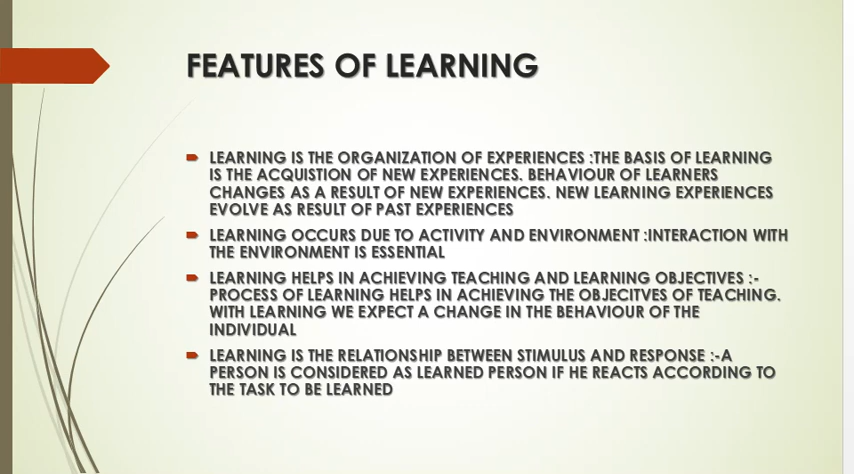 FEATURES OF LEARNING
LEARNING IS THE ORGANIZATION OF EXPERIENCES :THE BASIS OF LEARNING
IS THE ACQUISTION OF NEW EXPERIENCES. BEHAVIOUR OF LEARNERS
CHANGES AS A RESULT OF NEW EXPERIENCES. NEW LEARNING EXPERIENCES
EVOLVE AS RESULT OF PAST EXPERIENCES
LEARNING OCCURS DUE TO ACTIVITY AND ENVIRONMENT :INTERACTION WITH
THE ENVIRONMENT IS ESSENTIAL
LEARNING HELPS IN ACHIEVING TEACHING AND LEARNING OBJECTIVES :-
PROCESS OF LEARNING HELPS IN ACHIEVING THE OBJECITVES OF TEACHING.
WITH LEARNING WE EXPECT A CHANGE IN THE BEHAVIOUR OF THE
INDIVIDUAL
LEARNING IS THE RELATIONSHIP BETWEEN STIMULUS AND RESPONSE :-A
PERSON IS CONSIDERED AS LEARNED PERSON IF HE REACTS ACCORDING TO
THE TASK TO BE LEARNED